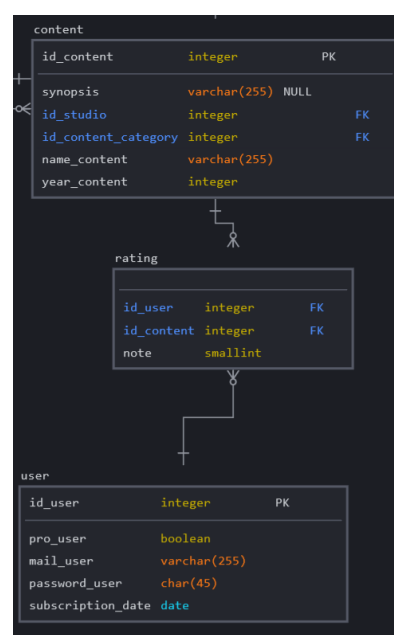 content
id_content integer PK
synopsis varchar(255) NULL
id_studio integer FK
id_content_category integer FK
name_content varchar(255)
year_content integer
rating
id_user integer FK
id_content integer FK
note smallint
user
id_user integer PK
pro_user boolean
mail_user varchar(255)
password_user char(45)
subscription_date date